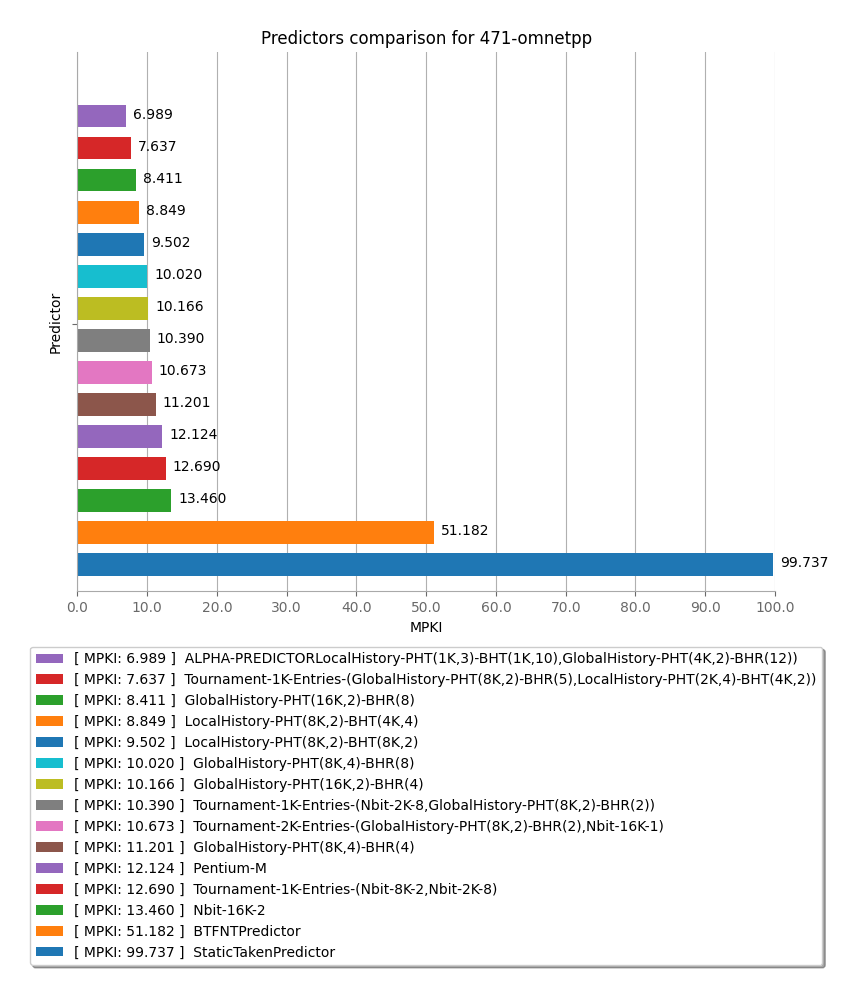 Predictors comparison for 471-omnetpp
6.989
7.637
8.411
8.849
9.502
10.020
10.166
10.390
10.673
11.201
12.124
12.690
13.460
51.182
99.737
Predictor
0.0 10.0 20.0 30.0 40.0 50.0 60.0 70.0 80.0 90.0 100.0
MPKI
[ MPKI: 6.989 ]  ALPHA-PREDICTORLocalHistory-PHT(1K,3)-BHT(1K,10),GlobalHistory-PHT(4K,2)-BHR(12))
[ MPKI: 7.637 ]  Tournament-1K-Entries-(GlobalHistory-PHT(8K,2)-BHR(5),LocalHistory-PHT(2K,4)-BHT(4K,2))
[ MPKI: 8.411 ]  GlobalHistory-PHT(16K,2)-BHR(8)
[ MPKI: 8.849 ]  LocalHistory-PHT(8K,2)-BHT(4K,4)
[ MPKI: 9.502 ]  LocalHistory-PHT(8K,2)-BHT(8K,2)
[ MPKI: 10.020 ]  GlobalHistory-PHT(8K,4)-BHR(8)
[ MPKI: 10.166 ]  GlobalHistory-PHT(16K,2)-BHR(4)
[ MPKI: 10.390 ]  Tournament-1K-Entries-(Nbit-2K-8,GlobalHistory-PHT(8K,2)-BHR(2))
[ MPKI: 10.673 ]  Tournament-2K-Entries-(GlobalHistory-PHT(8K,2)-BHR(2),Nbit-16K-1)
[ MPKI: 11.201 ]  GlobalHistory-PHT(8K,4)-BHR(4)
[ MPKI: 12.124 ]  Pentium-M
[ MPKI: 12.690 ]  Tournament-1K-Entries-(Nbit-8K-2,Nbit-2K-8)
[ MPKI: 13.460 ]  Nbit-16K-2
[ MPKI: 51.182 ]  BTFNTPredictor
[ MPKI: 99.737 ]  StaticTakenPredictor